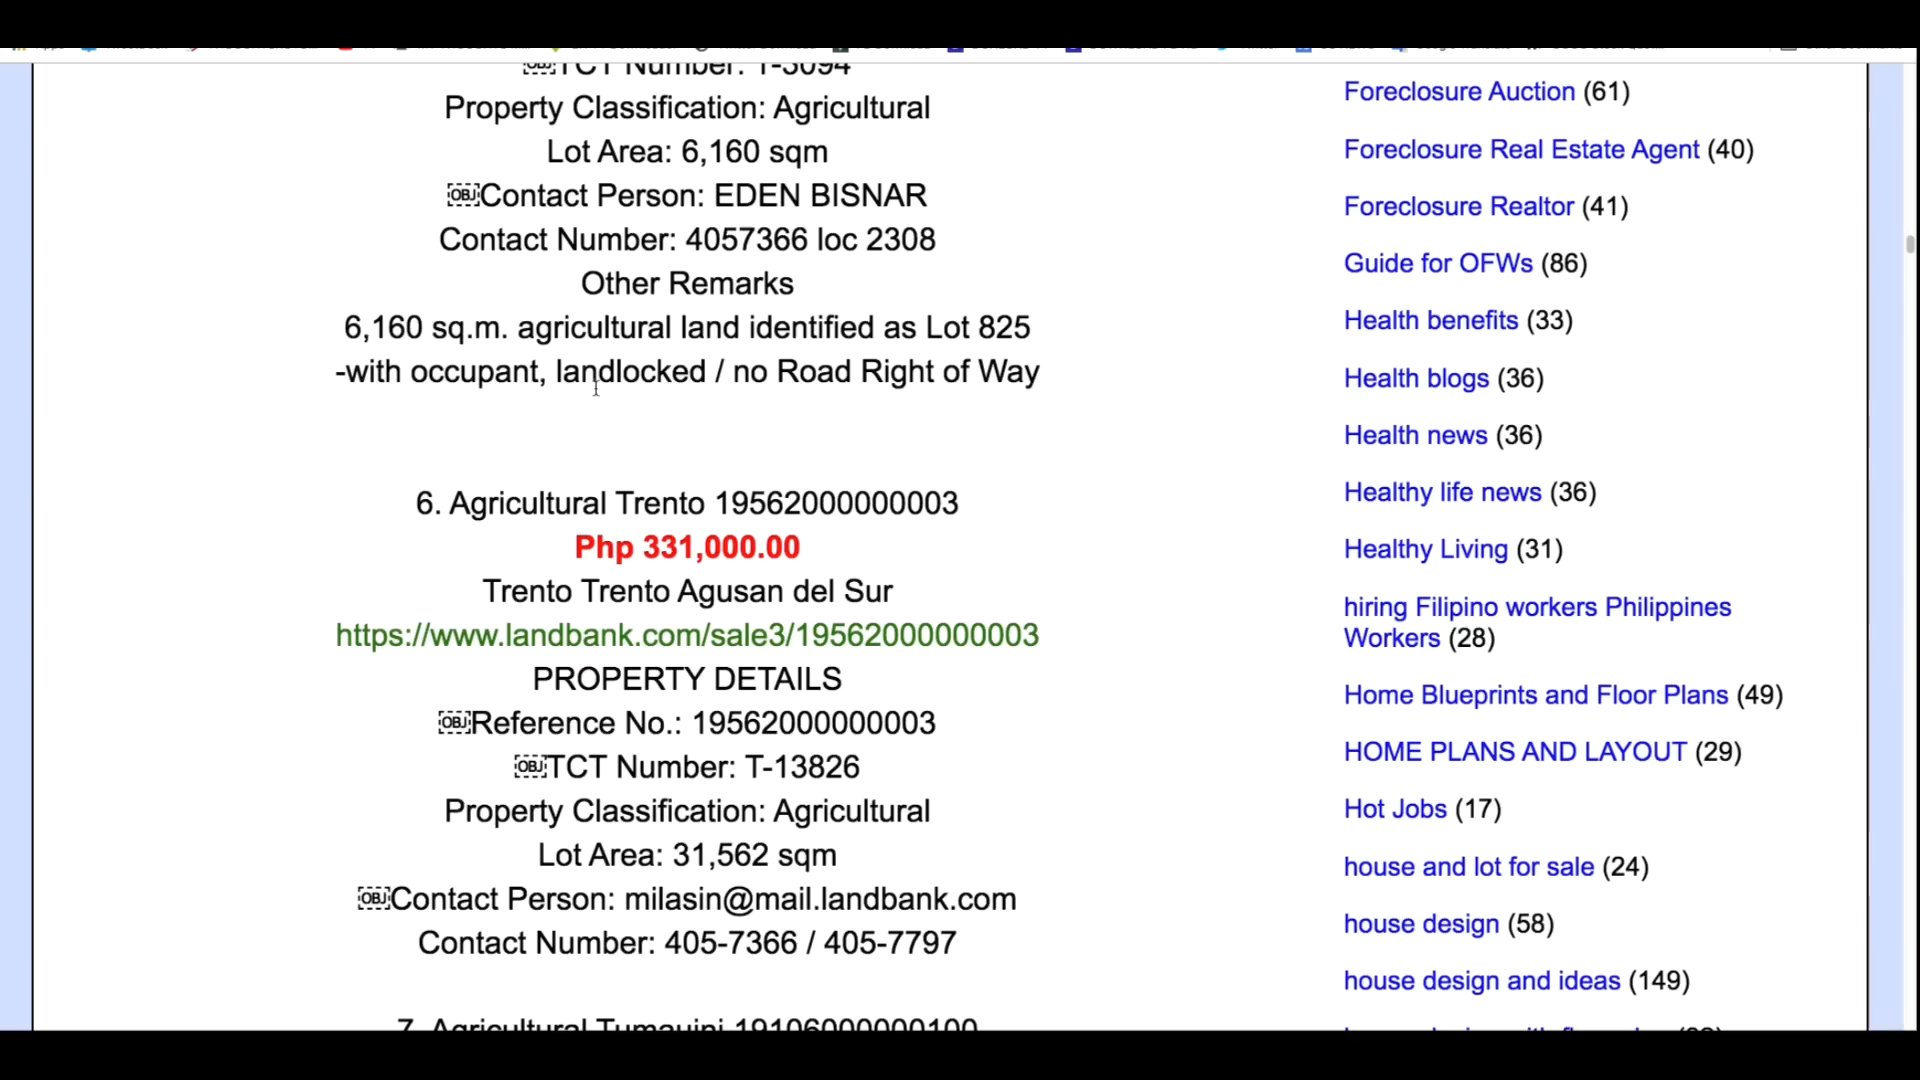 TCT Number: T-3094
Property Classification: Agricultural
Lot Area: 6,160 sqm
Contact Person: EDEN BISNAR
Contact Number: 4057366 loc 2308
Other Remarks
6,160 sq.m. agricultural land identified as Lot 825
-with occupant, landlocked / no Road Right of Way
6. Agricultural Trento 19562000000003
Php 331,000.00
Trento Trento Agusan del Sur
https://www.landbank.com/sale3/19562000000003
PROPERTY DETAILS
Reference No.: 19562000000003
TCT Number: T-13826
Property Classification: Agricultural
Lot Area: 31,562 sqm
Contact Person: milasin@mail.landbank.com
Contact Number: 405-7366 / 405-7797
7. Agricultural Tumauini 19106000000100
Foreclosure Auction (61)
Foreclosure Real Estate Agent (40)
Foreclosure Realtor (41)
Guide for OFWs (86)
Health benefits (33)
Health blogs (36)
Health news (36)
Healthy life news (36)
Healthy Living (31)
hiring Filipino workers Philippines
Workers (28)
Home Blueprints and Floor Plans (49)
HOME PLANS AND LAYOUT (29)
Hot Jobs (17)
house and lot for sale (24)
house design (58)
house design and ideas (149)